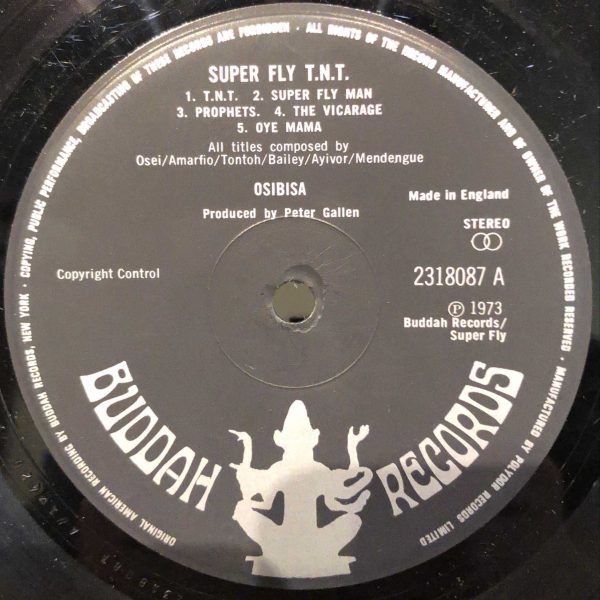 COPYING, PUBLIC PERFORMANCE, BROADCASTING OF THESE RECORDS ARE FORBIDDEN · ALL RIGHTS OF THE RECORD MANUFACTURER AND OF OWNER OF THE WORK RECORDED RESERVED · MANUFACTURED BY POLYDOR RECORDS LIMITED
ORIGINAL AMERICAN RECORDING BY BUDDAH RECORDS, NEW YORK ·
SUPER FLY T.N.T.
1. T.N.T. 2. SUPER FLY MAN
3. PROPHETS. 4. THE VICARAGE
5. OYE MAMA
All titles composed by
Osei/Amarfio/Tontoh/Bailey/Ayivor/Mendengue
OSIBISA
Produced by Peter Gallen
Made in England
STEREO
Copyright Control
2318087 A
Ⓟ 1973
Buddah Records/
Super Fly
BUDDAH RECORDS